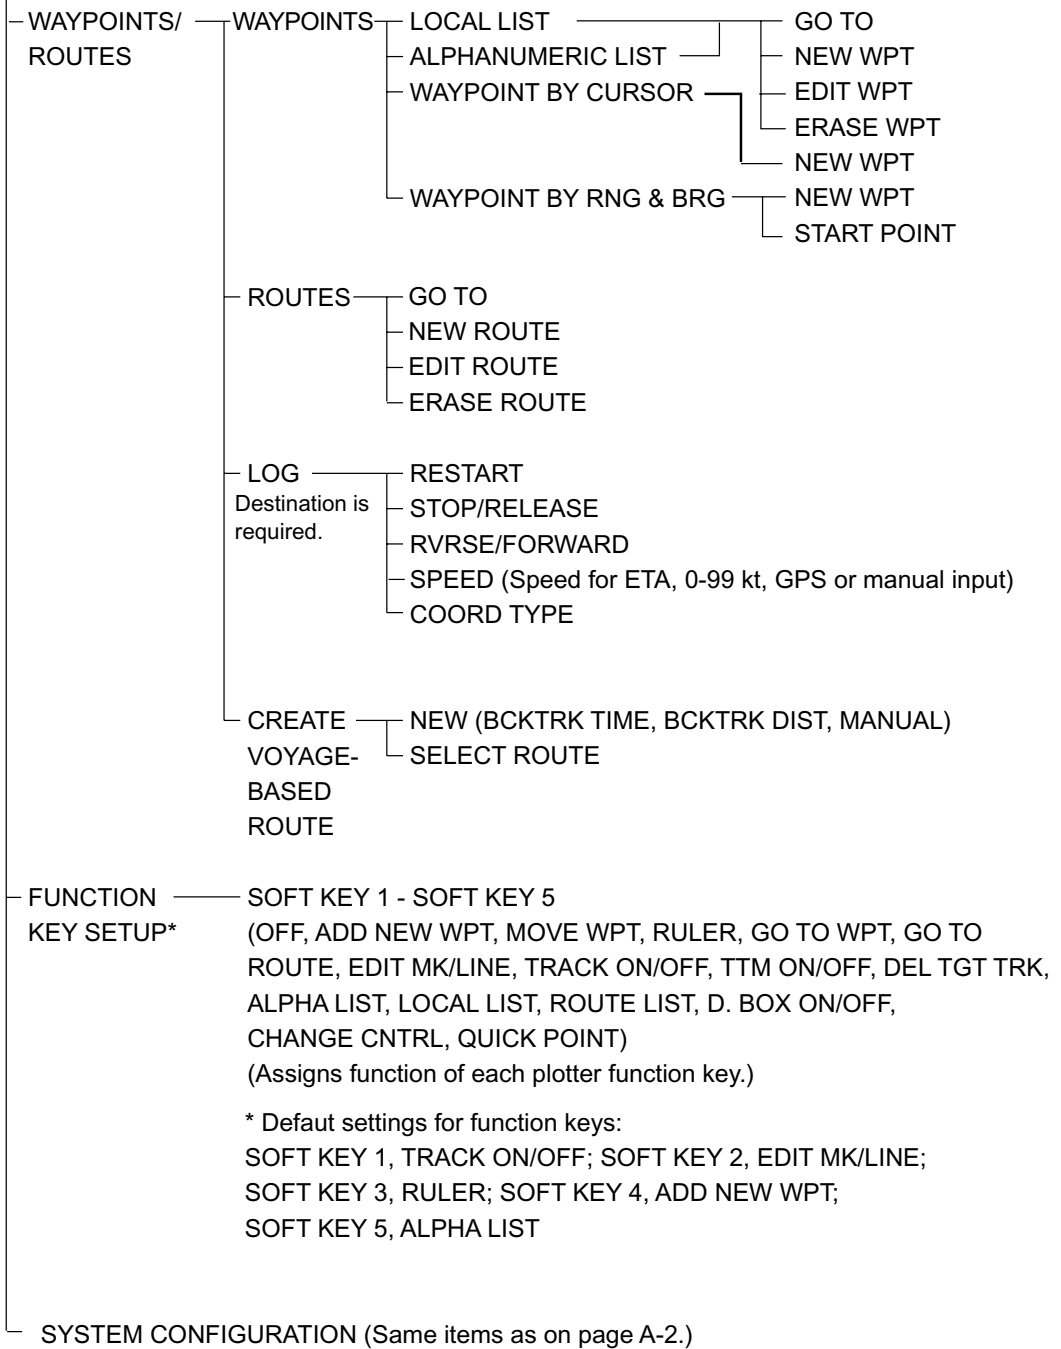 WAYPOINTS/
ROUTES
WAYPOINTS
LOCAL LIST
ALPHANUMERIC LIST
WAYPOINT BY CURSOR
WAYPOINT BY RNG & BRG
GO TO
NEW WPT
EDIT WPT
ERASE WPT
NEW WPT
NEW WPT
START POINT
ROUTES
GO TO
NEW ROUTE
EDIT ROUTE
ERASE ROUTE
LOG
Destination is
required.
RESTART
STOP/RELEASE
RVRSE/FORWARD
SPEED (Speed for ETA, 0-99 kt, GPS or manual input)
COORD TYPE
CREATE
VOYAGE-
BASED
ROUTE
NEW (BCKTRK TIME, BCKTRK DIST, MANUAL)
SELECT ROUTE
FUNCTION
KEY SETUP*
SOFT KEY 1 - SOFT KEY 5
(OFF, ADD NEW WPT, MOVE WPT, RULER, GO TO WPT, GO TO
ROUTE, EDIT MK/LINE, TRACK ON/OFF, TTM ON/OFF, DEL TGT TRK,
ALPHA LIST, LOCAL LIST, ROUTE LIST, D. BOX ON/OFF,
CHANGE CNTRL, QUICK POINT)
(Assigns function of each plotter function key.)
* Defaut settings for function keys:
SOFT KEY 1, TRACK ON/OFF; SOFT KEY 2, EDIT MK/LINE;
SOFT KEY 3, RULER; SOFT KEY 4, ADD NEW WPT;
SOFT KEY 5, ALPHA LIST
SYSTEM CONFIGURATION (Same items as on page A-2.)